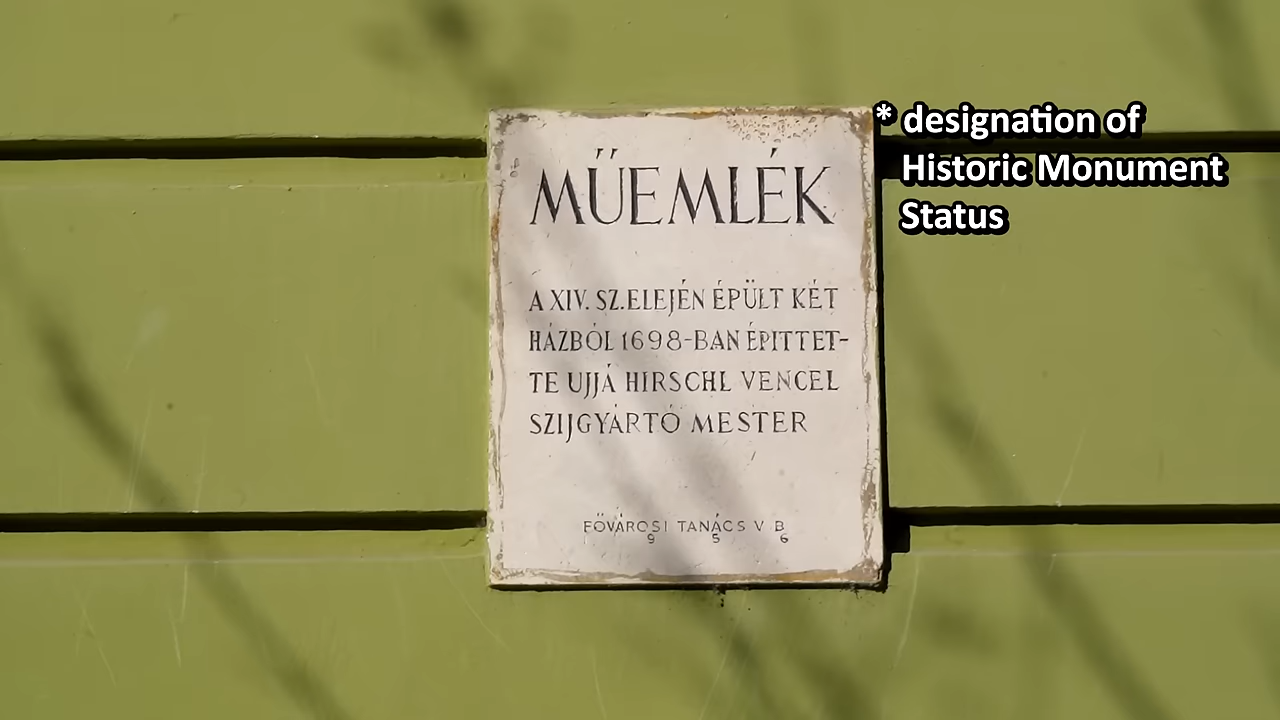 MŰEMLÉK
A XIV. SZ. ELEJÉN ÉPÜLT KÉT
HÁZBÓL 1698-BAN ÉPITTET-
TE UJJÁ HIRSCHL VENCEL
SZIJGYÁRTÓ MESTER
FŐVÁROSI TANÁCS V B
1 9 5 6
* designation of
Historic Monument
Status